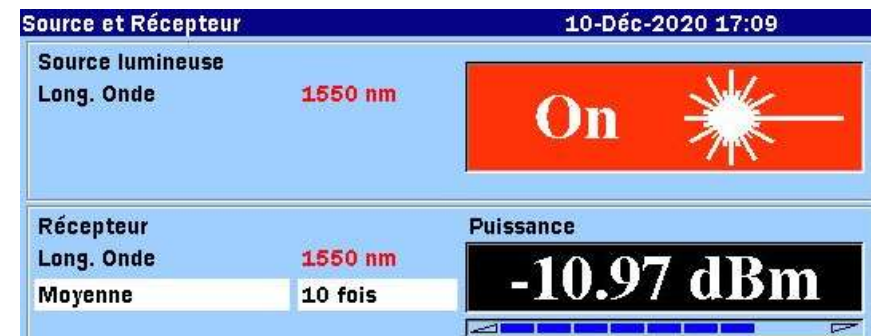 Source et Récepteur 10-Déc-2020 17:09
Source lumineuse
Long. Onde 1550 nm
On
Récepteur Puissance
Long. Onde 1550 nm
-10.97 dBm
Moyenne 10 fois